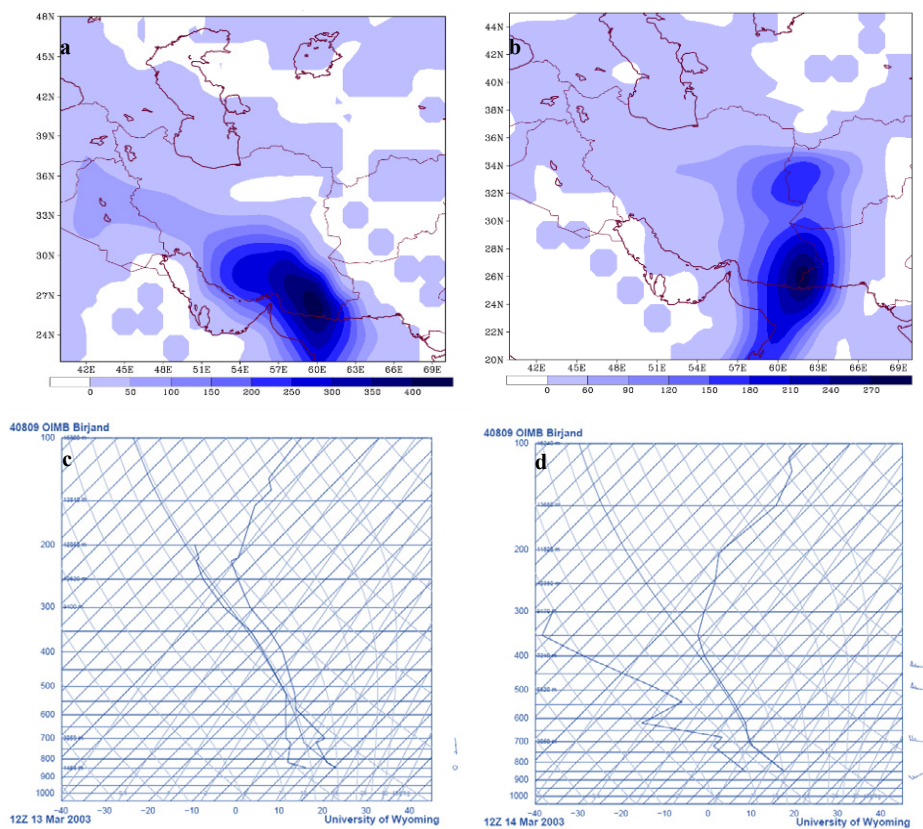 a
48N
45N
42N
39N
36N
33N
30N
27N
24N
42E 45E 48E 51E 54E 57E 60E 63E 66E 69E
0 50 100 150 200 250 300 350 400
b
44N
42N
40N
38N
36N
34N
32N
30N
28N
26N
24N
22N
20N
42E 45E 48E 51E 54E 57E 60E 63E 66E 69E
0 60 90 120 150 180 210 240 270
40809 OIMB Birjand
c
100
200
300
400
500
600
700
800
900
1000
-40 -30 -20 -10 0 10 20 30 40
12Z 13 Mar 2003 University of Wyoming
40809 OIMB Birjand
d
100
200
300
400
500
600
700
800
900
1000
-40 -30 -20 -10 0 10 20 30 40
12Z 14 Mar 2003 University of Wyoming